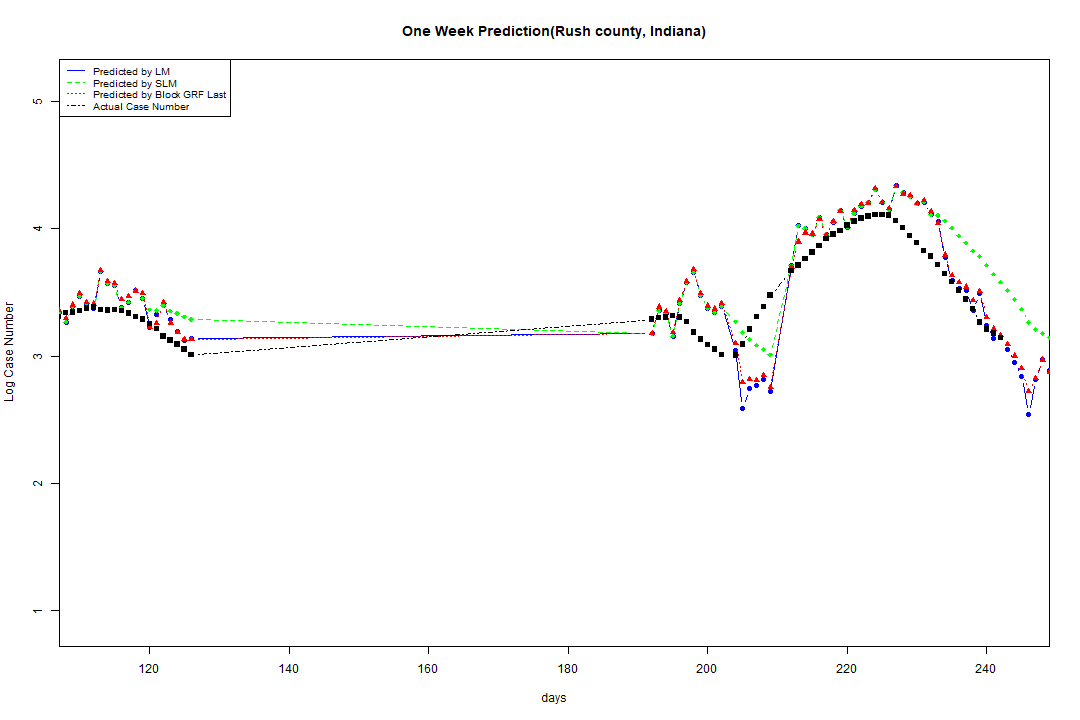 One Week Prediction(Rush county, Indiana)
Predicted by LM
Predicted by SLM
Predicted by Block GRF Last
Actual Case Number
5
4
3
2
1
Log Case Number
120 140 160 180 200 220 240
days